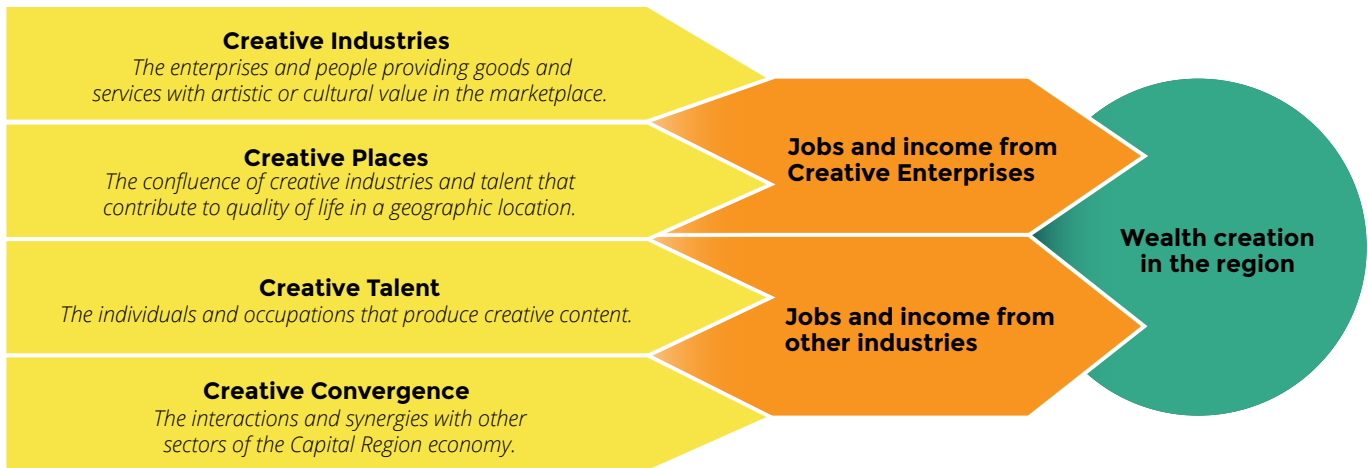 Creative Industries
The enterprises and people providing goods and
services with artistic or cultural value in the marketplace.
Creative Places
The confluence of creative industries and talent that
contribute to quality of life in a geographic location.
Creative Talent
The individuals and occupations that produce creative content.
Creative Convergence
The interactions and synergies with other
sectors of the Capital Region economy.
Jobs and income from
Creative Enterprises
Jobs and income from
other industries
Wealth creation
in the region